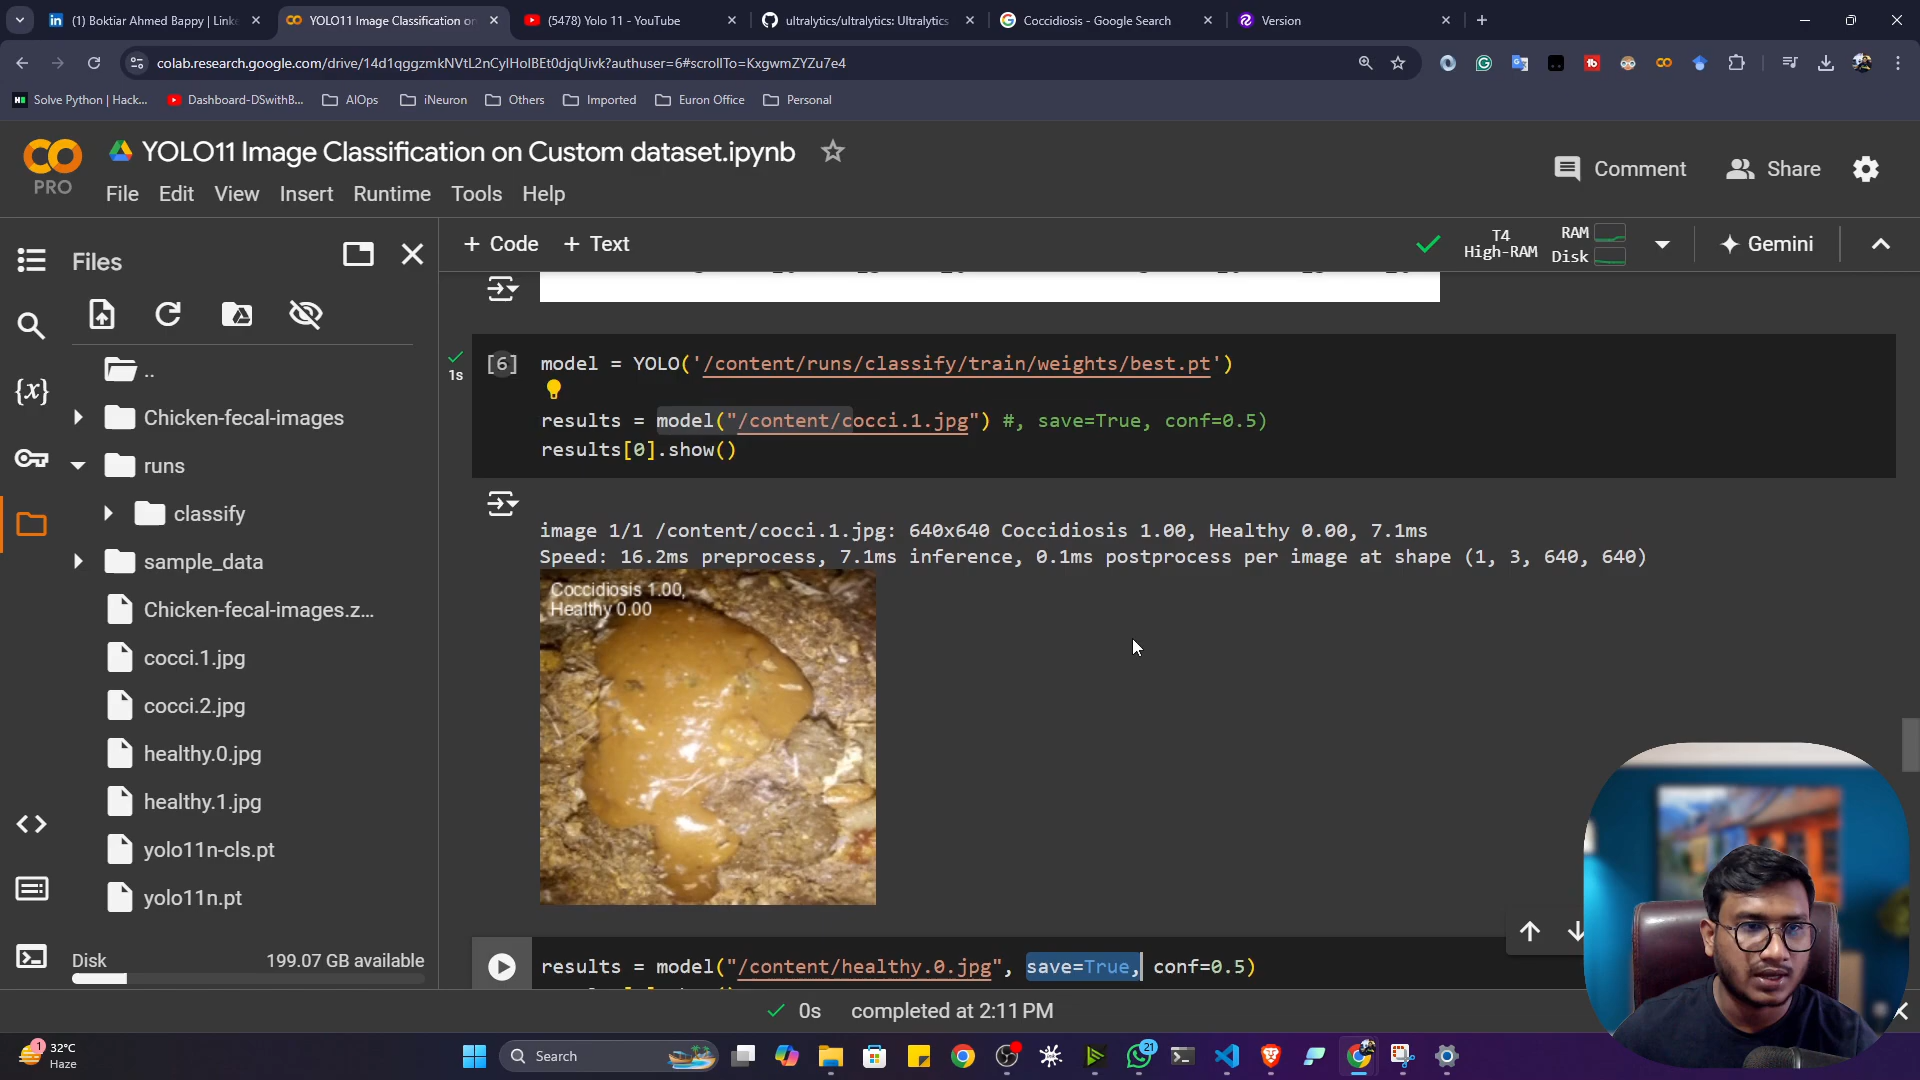 (1) Boktiar Ahmed Bappy | Link
YOLO11 Image Classification on
(5478) Yolo 11 - YouTube
ultralytics/ultralytics: Ultralytics
Coccidiosis - Google Search
Version
colab.research.google.com/drive/14d1qggzmkNVtL2nCylHolBEt0djqUivk?authuser=6#scrollTo=KxgwmZYZu7e4
Solve Python | Hack...
Dashboard-DSwithB...
AIOps
iNeuron
Others
Imported
Euron Office
Personal
YOLO11 Image Classification on Custom dataset.ipynb
PRO
File Edit View Insert Runtime Tools Help
Comment
Share
Files
+ Code + Text
T4
High-RAM
RAM
Disk
Gemini
..
Chicken-fecal-images
runs
classify
sample_data
Chicken-fecal-images.z...
cocci.1.jpg
cocci.2.jpg
healthy.0.jpg
healthy.1.jpg
yolo11n-cls.pt
yolo11n.pt
Disk 199.07 GB available
1s
[6] model = YOLO('/content/runs/classify/train/weights/best.pt')
results = model("/content/cocci.1.jpg") #, save=True, conf=0.5)
results[0].show()
image 1/1 /content/cocci.1.jpg: 640x640 Coccidiosis 1.00, Healthy 0.00, 7.1ms
Speed: 16.2ms preprocess, 7.1ms inference, 0.1ms postprocess per image at shape (1, 3, 640, 640)
Coccidiosis 1.00,
Healthy 0.00
results = model("/content/healthy.0.jpg", save=True, conf=0.5)
0s completed at 2:11 PM
1
32°C
Haze
Search
21